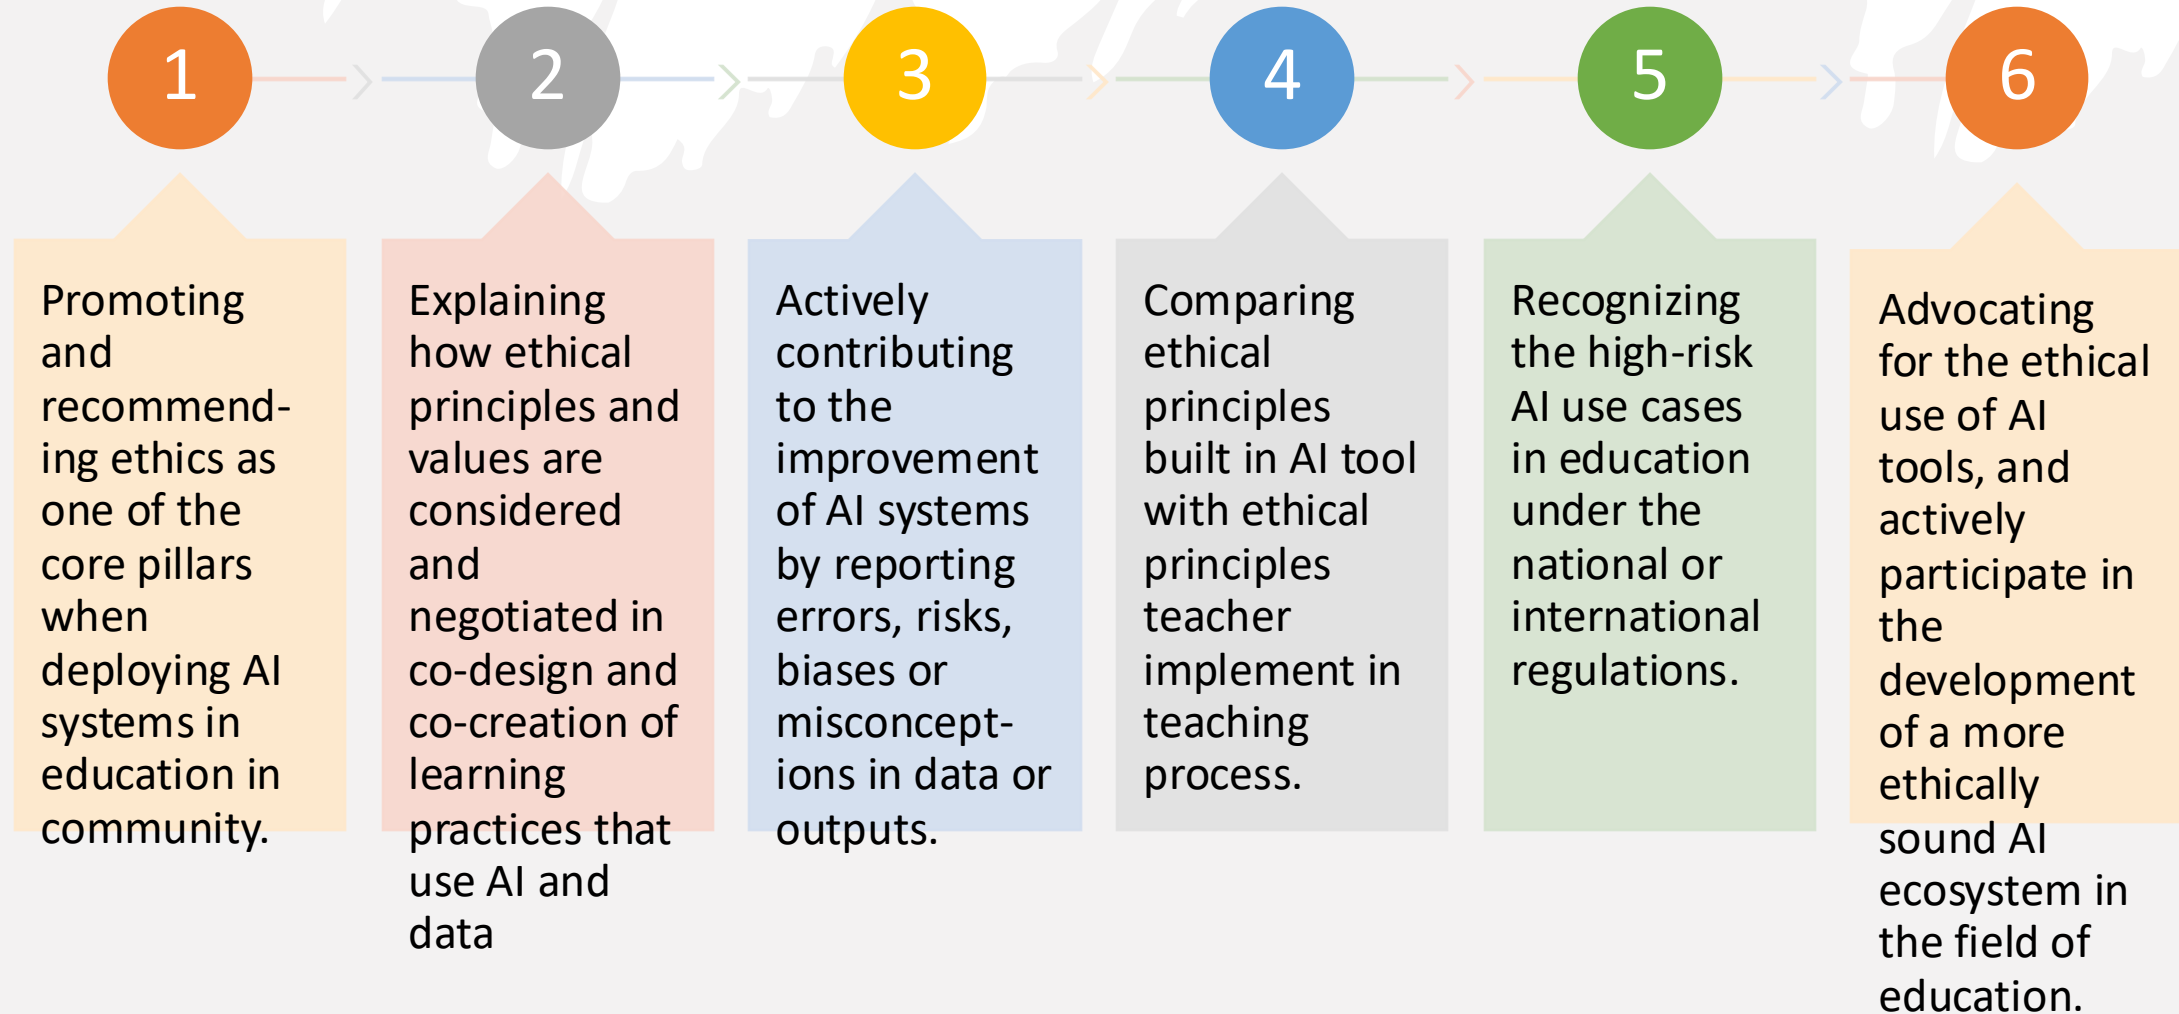 1
Promoting
and
recommend-
ing ethics as
one of the
core pillars
when
deploying AI
systems in
education in
community.
2
Explaining
how ethical
principles and
values are
considered
and
negotiated in
co-design and
co-creation of
learning
practices that
use AI and
data
3
Actively
contributing
to the
improvement
of AI systems
by reporting
errors, risks,
biases or
misconcept-
ions in data or
outputs.
4
Comparing
ethical
principles
built in AI tool
with ethical
principles
teacher
implement in
teaching
process.
5
Recognizing
the high-risk
AI use cases
in education
under the
national or
international
regulations.
6
Advocating
for the ethical
use of AI
tools, and
actively
participate in
the
development
of a more
ethically
sound AI
ecosystem in
the field of
education.